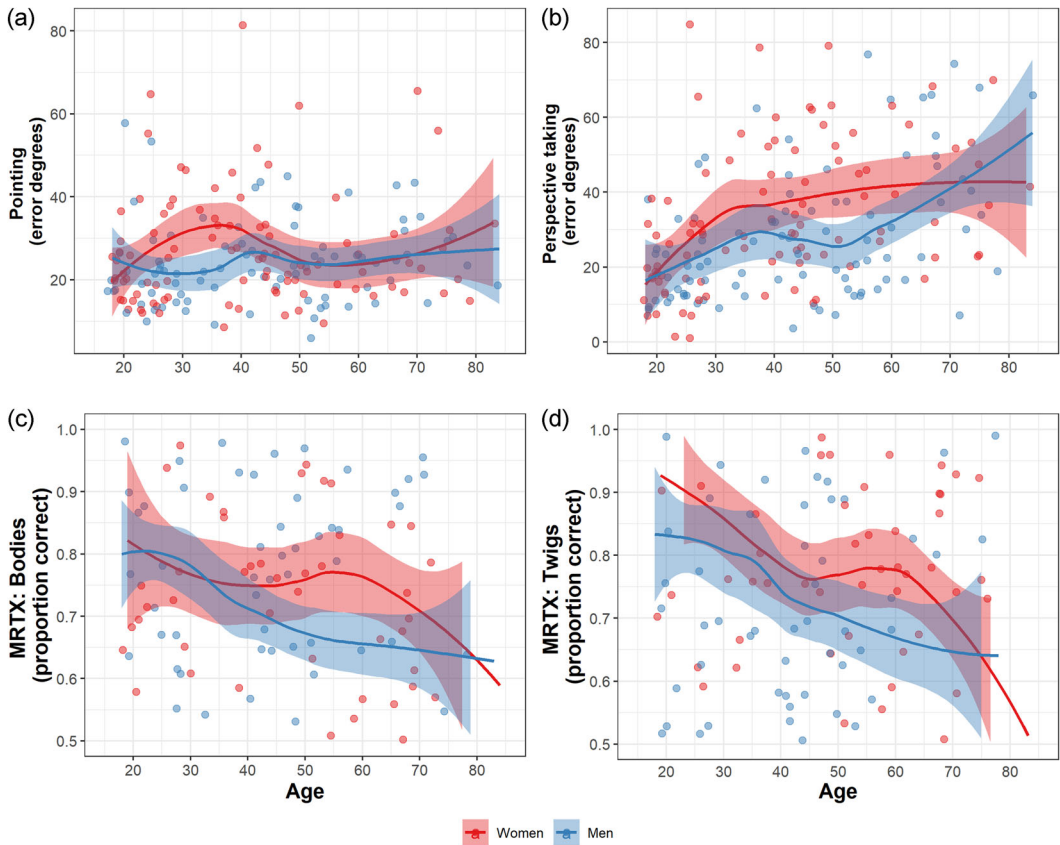 (a)
80
60
40
20
Pointing
(error degrees)
20 30 40 50 60 70 80
(b)
80
60
40
20
0
Perspective taking
(error degrees)
20 30 40 50 60 70 80
(c)
1.0
0.9
0.8
0.7
0.6
0.5
MRTX: Bodies
(proportion correct)
20 30 40 50 60 70 80
Age
(d)
1.0
0.9
0.8
0.7
0.6
0.5
MRTX: Twigs
(proportion correct)
20 30 40 50 60 70 80
Age
a Women a Men